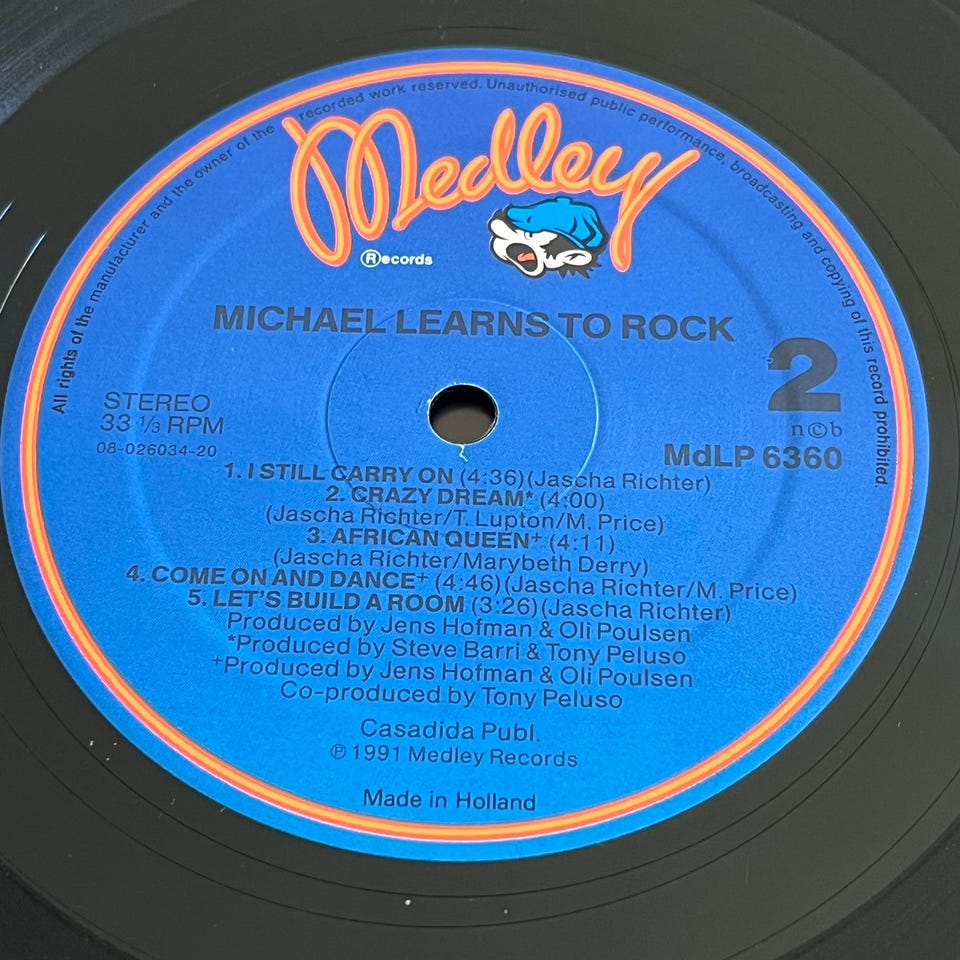 All rights of the manufacturer and the owner of the recorded work reserved. Unauthorised public performance, broadcasting and copying of this record prohibited.
Medley
Records
MICHAEL LEARNS TO ROCK
2
STEREO
33 1/3 RPM
08-026034-20
n©b
MdLP 6360
1. I STILL CARRY ON (4:36)(Jascha Richter)
2. CRAZY DREAM* (4:00)
(Jascha Richter/T. Lupton/M. Price)
3. AFRICAN QUEEN+ (4:11)
(Jascha Richter/Marybeth Derry)
4. COME ON AND DANCE+ (4:46)(Jascha Richter/M. Price)
5. LET'S BUILD A ROOM (3:26)(Jascha Richter)
Produced by Jens Hofman & Oli Poulsen
*Produced by Steve Barri & Tony Peluso
+Produced by Jens Hofman & Oli Poulsen
Co-produced by Tony Peluso
Casadida Publ.
℗ 1991 Medley Records
Made in Holland